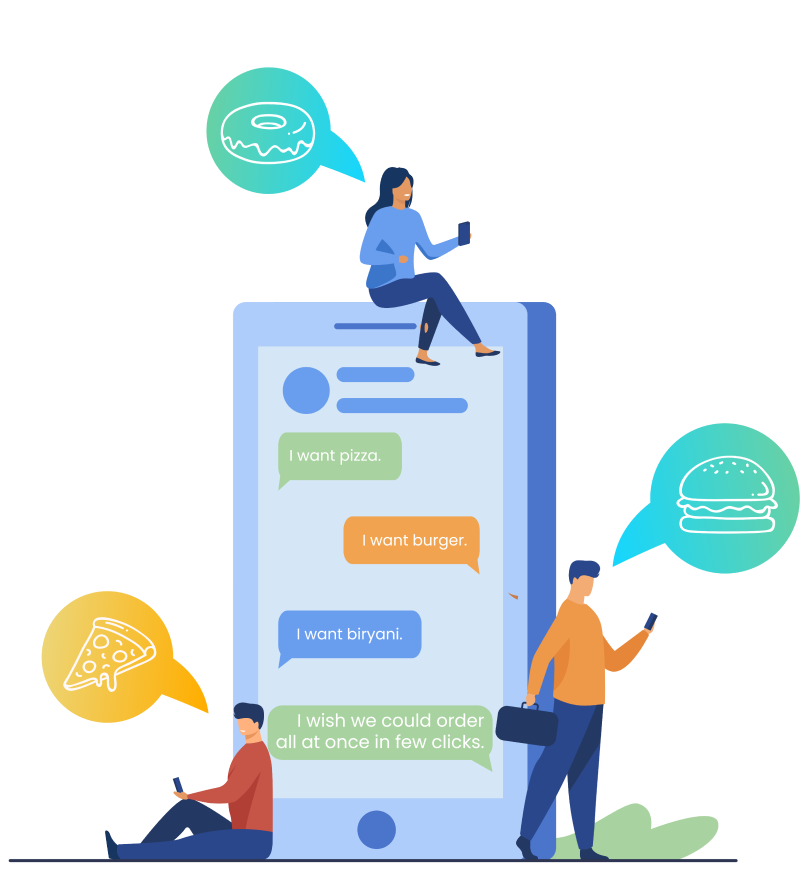 I want pizza.
I want burger.
I want biryani.
I wish we could order
all at once in few clicks.